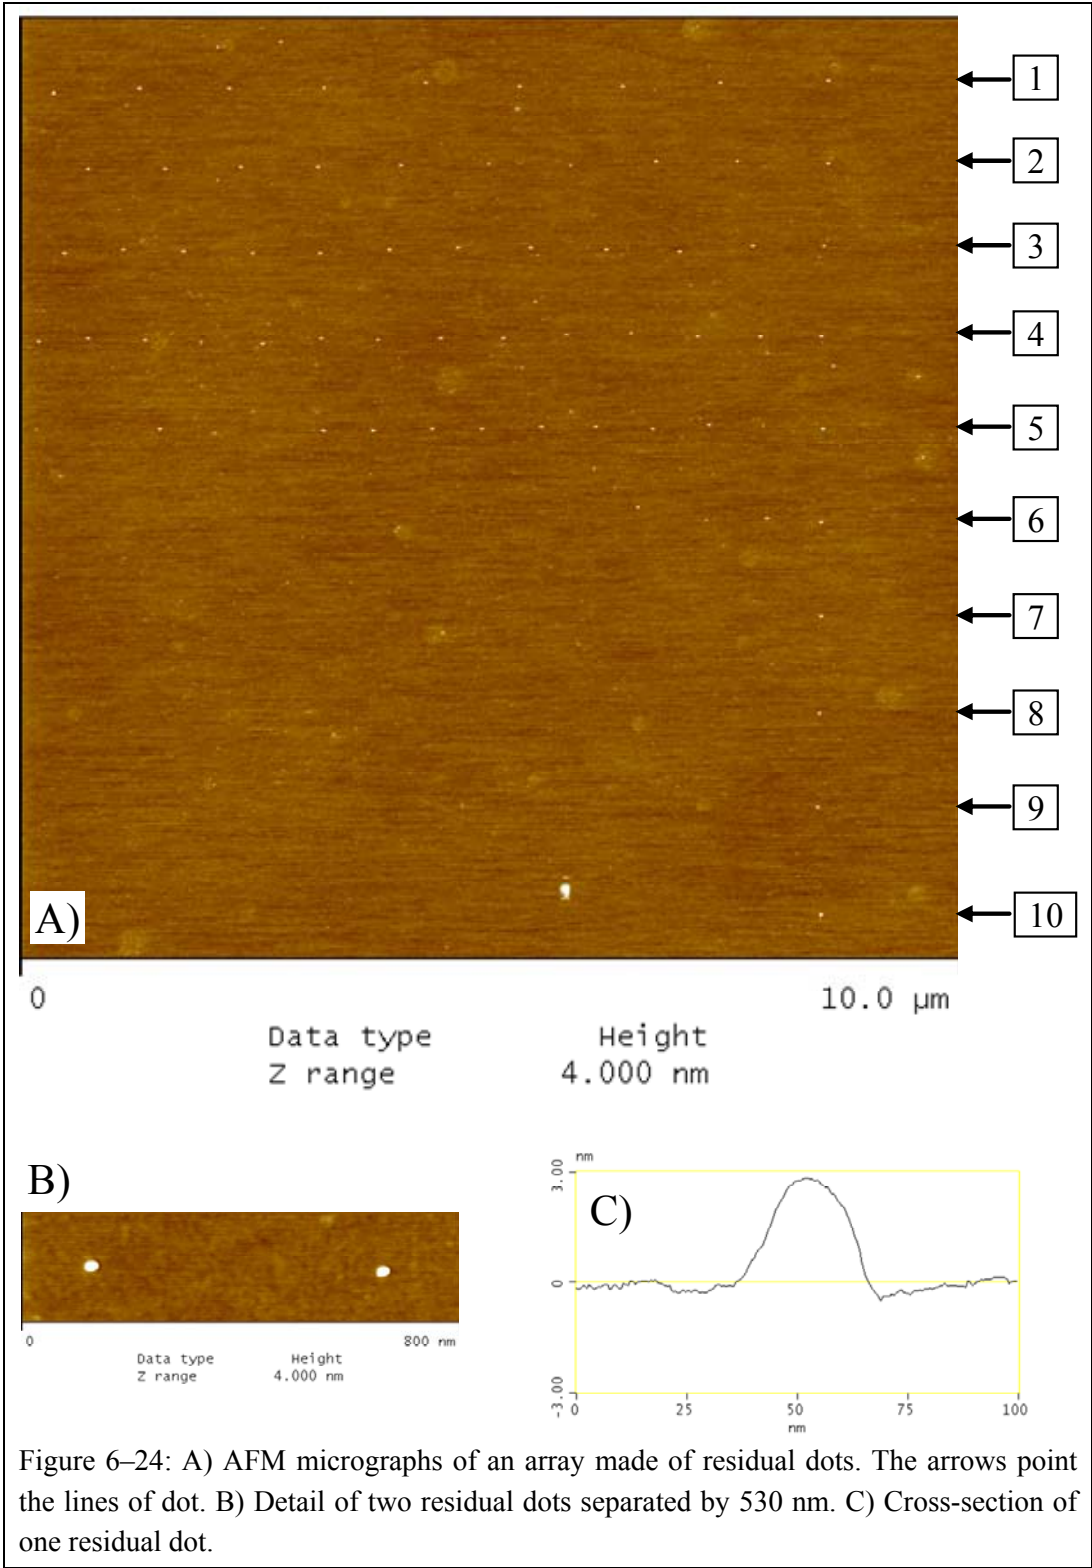 1
2
3
4
5
6
7
8
9
A)
10
0 10.0 µm
Data type Height
Z range 4.000 nm
B)
0 800 nm
Data type Height
Z range 4.000 nm
nm
3.00
C)
0
-3.00
0 25 50 75 100
nm
Figure 6–24: A) AFM micrographs of an array made of residual dots. The arrows point
the lines of dot. B) Detail of two residual dots separated by 530 nm. C) Cross-section of
one residual dot.